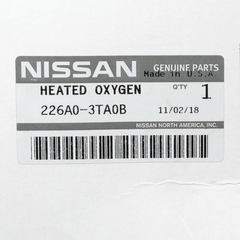 NISSAN GENUINE PARTS
Made in U.S.A
HEATED OXYGEN Q'TY 1
226A0-3TA0B 11/02/18
NISSAN NORTH AMERICA, INC.